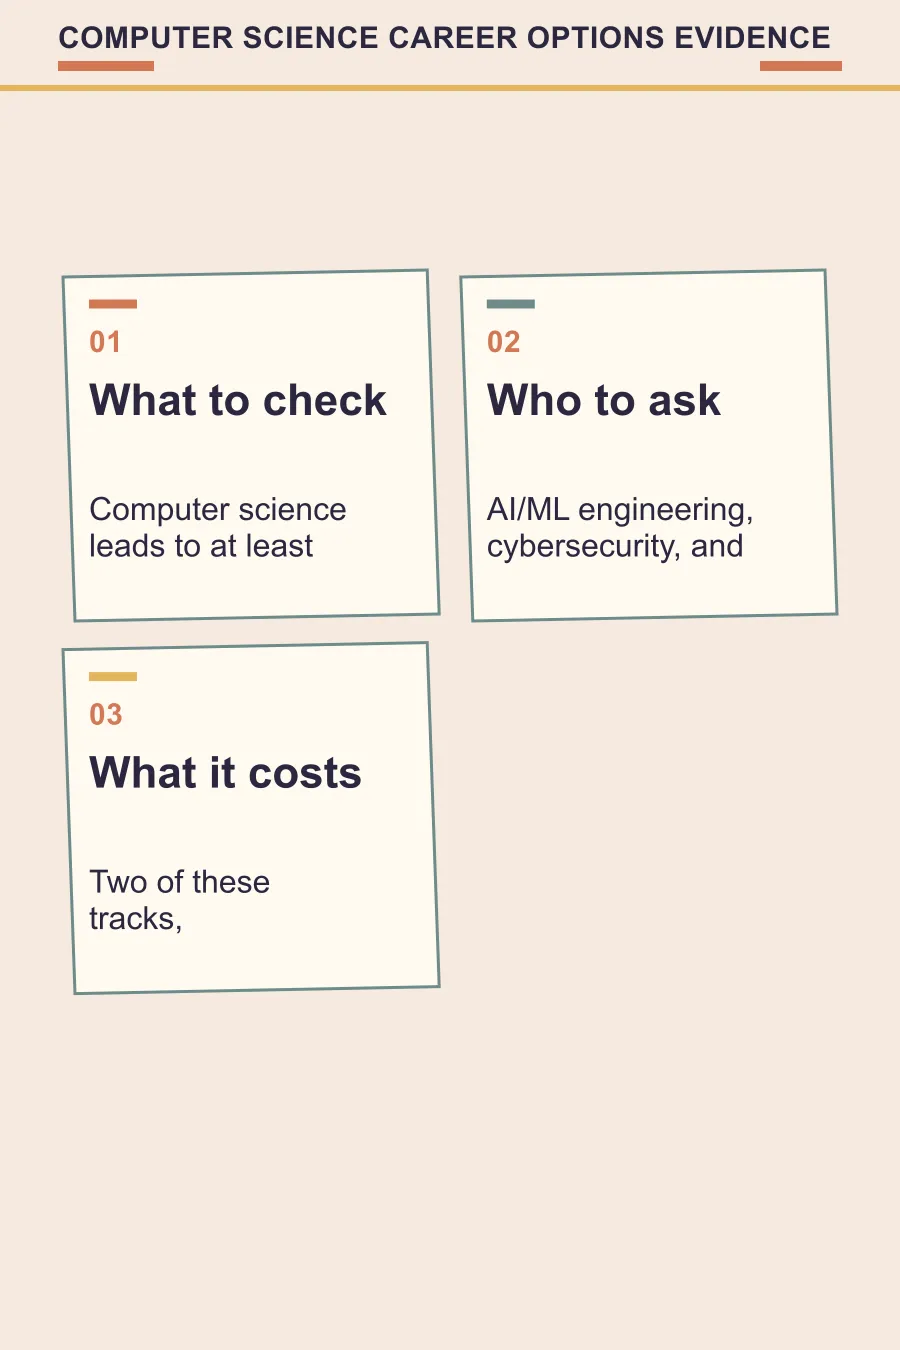 COMPUTER SCIENCE CAREER OPTIONS EVIDENCE
01
What to check
Computer science
leads to at least
02
Who to ask
AI/ML engineering,
cybersecurity, and
03
What it costs
Two of these
tracks,